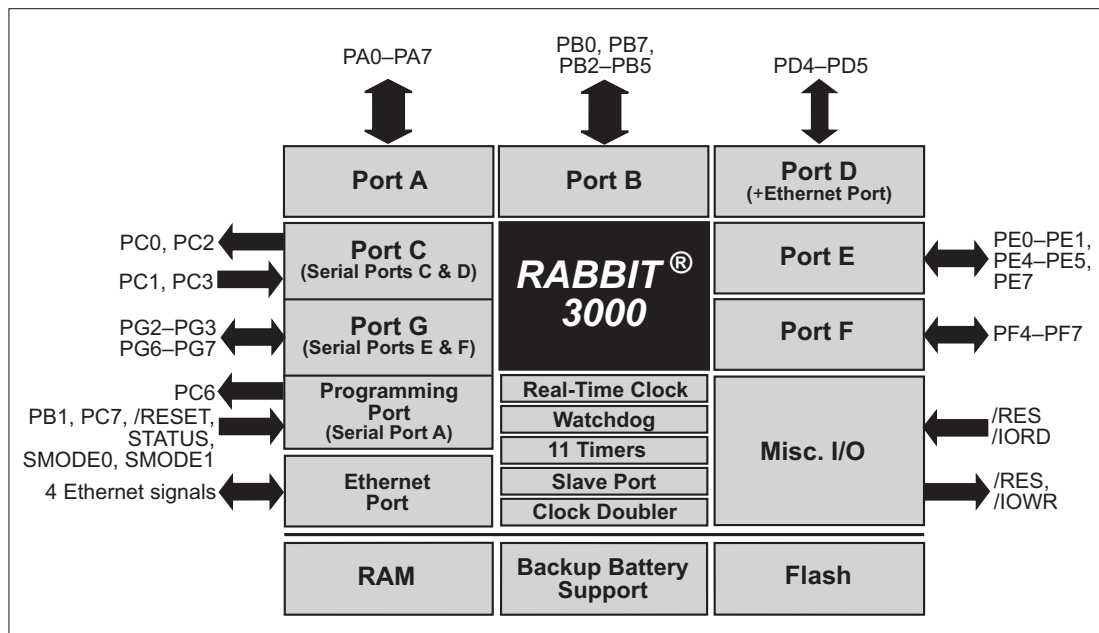 PA0–PA7
PB0, PB7,
PB2–PB5
PD4–PD5
Port A
Port B
Port D
(+Ethernet Port)
PC0, PC2
PC1, PC3
Port C
(Serial Ports C & D)
RABBIT ®
3000
Port E
PE0–PE1,
PE4–PE5,
PE7
PG2–PG3
PG6–PG7
Port G
(Serial Ports E & F)
Port F
PF4–PF7
PC6
PB1, PC7, /RESET,
STATUS,
SMODE0, SMODE1
Programming
Port
(Serial Port A)
Real-Time Clock
Watchdog
11 Timers
Slave Port
Clock Doubler
Misc. I/O
/RES
/IORD
/RES,
/IOWR
4 Ethernet signals
Ethernet
Port
RAM
Backup Battery
Support
Flash